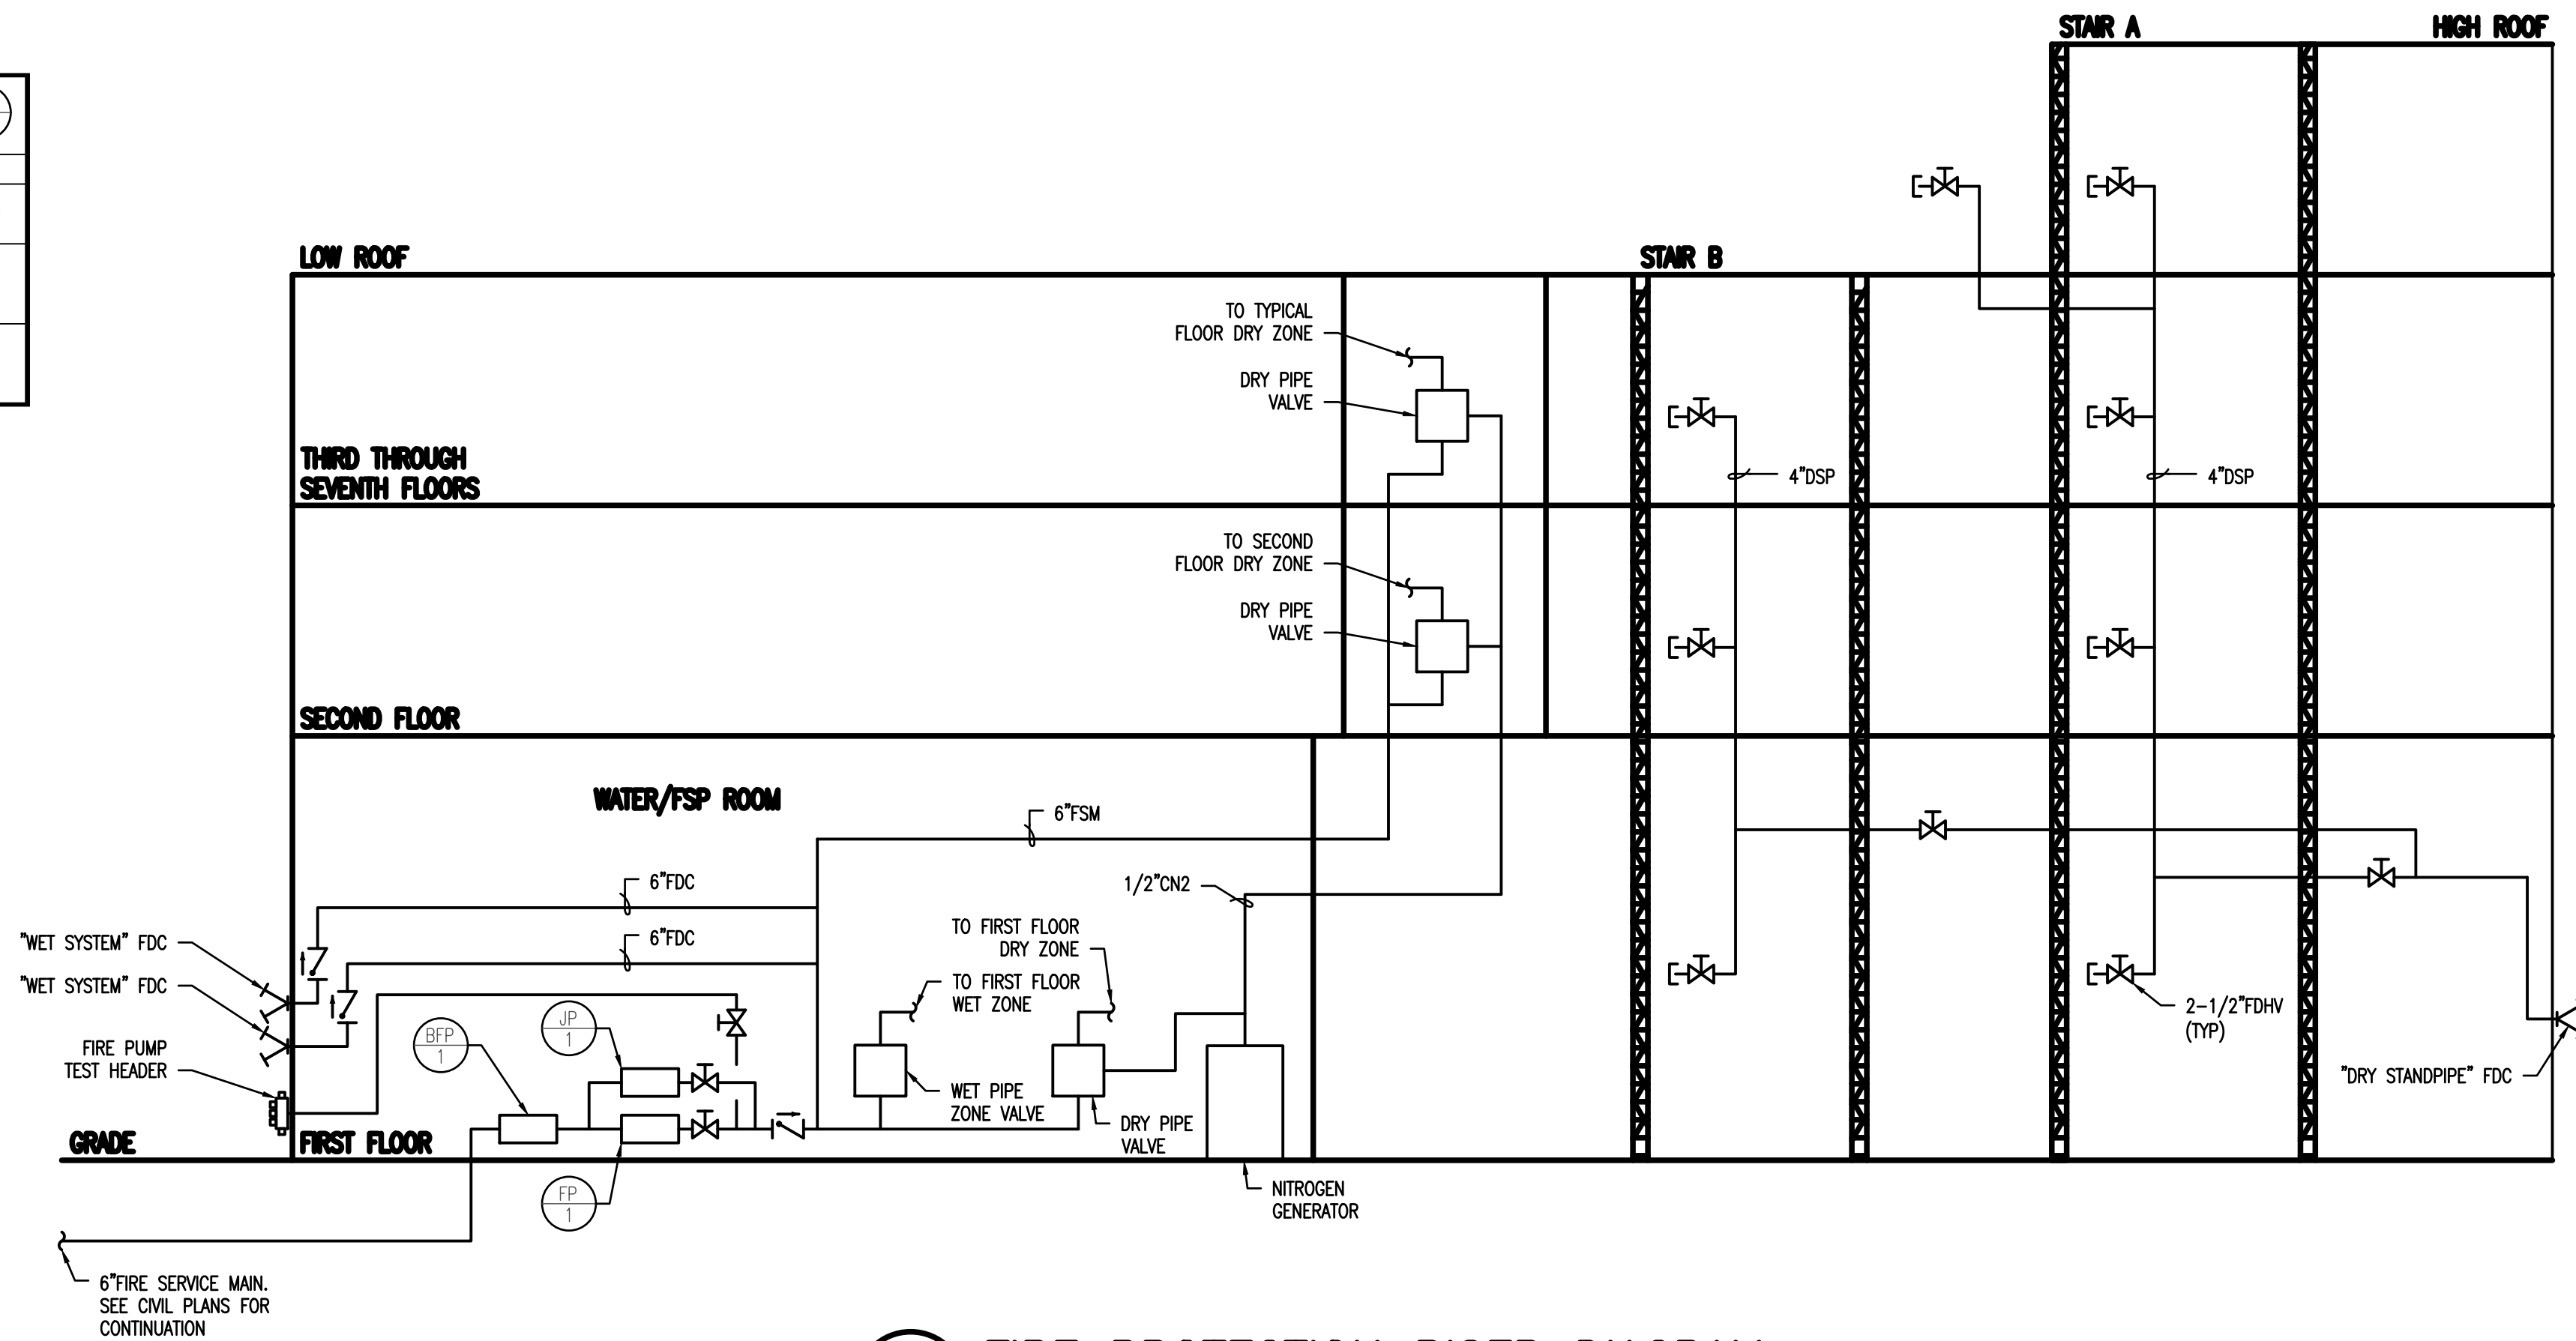 STAIR A
HIGH ROOF
LOW ROOF
STAIR B
TO TYPICAL
FLOOR DRY ZONE
DRY PIPE
VALVE
THIRD THROUGH
SEVENTH FLOORS
4"DSP
4"DSP
TO SECOND
FLOOR DRY ZONE
DRY PIPE
VALVE
SECOND FLOOR
WATER/FSP ROOM
6"FSM
6"FDC
1/2"CN2
6"FDC
TO FIRST FLOOR
DRY ZONE
"WET SYSTEM" FDC
"WET SYSTEM" FDC
TO FIRST FLOOR
WET ZONE
2-1/2"FDHV
(TYP)
FIRE PUMP
TEST HEADER
BFP
1
JP
1
WET PIPE
ZONE VALVE
DRY PIPE
VALVE
"DRY STANDPIPE" FDC
GRADE
FIRST FLOOR
FP
1
NITROGEN
GENERATOR
6"FIRE SERVICE MAIN.
SEE CIVIL PLANS FOR
CONTINUATION